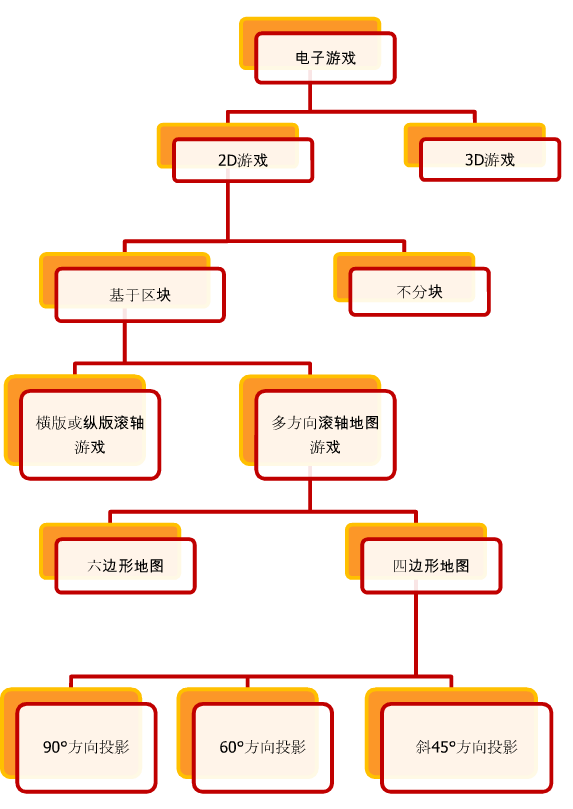 电子游戏
2D游戏
3D游戏
基于区块
不分块
横版或纵版滚轴
游戏
多方向滚轴地图
游戏
六边形地图
四边形地图
90°方向投影
60°方向投影
斜45°方向投影